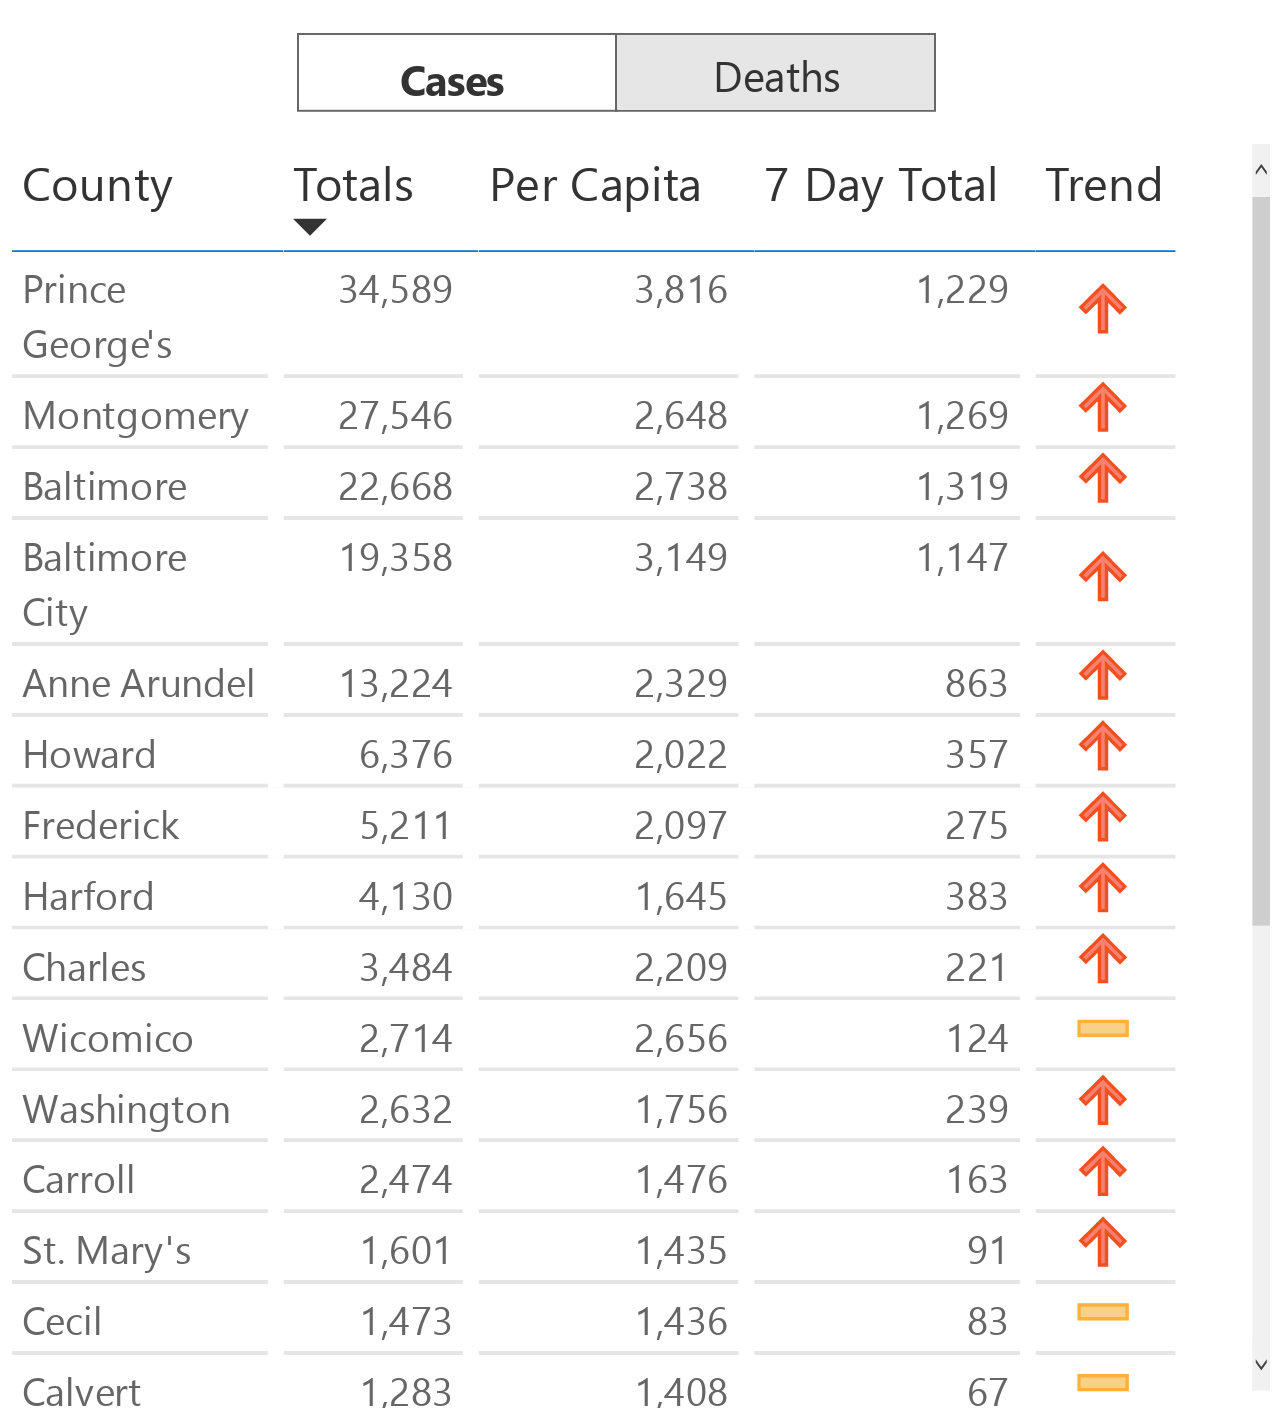 Cases Deaths
County Totals Per Capita 7 Day Total Trend
Prince 34,589 3,816 1,229
George's
Montgomery 27,546 2,648 1,269
Baltimore 22,668 2,738 1,319
Baltimore 19,358 3,149 1,147
City
Anne Arundel 13,224 2,329 863
Howard 6,376 2,022 357
Frederick 5,211 2,097 275
Harford 4,130 1,645 383
Charles 3,484 2,209 221
Wicomico 2,714 2,656 124
Washington 2,632 1,756 239
Carroll 2,474 1,476 163
St. Mary's 1,601 1,435 91
Cecil 1,473 1,436 83
Calvert 1,283 1,408 67